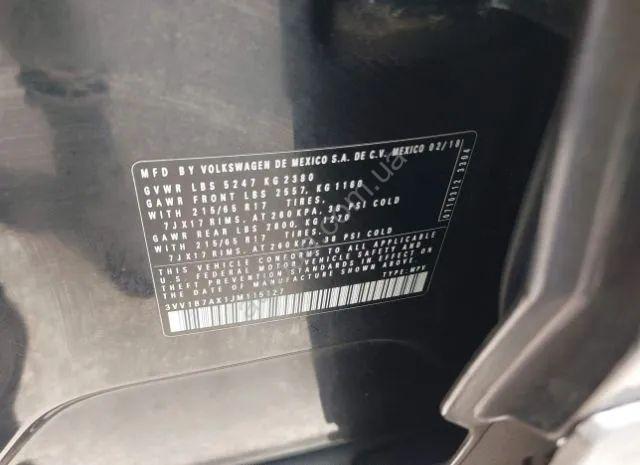 MFD BY VOLKSWAGEN DE MEXICO S.A. DE C.V. MEXICO 02/18
GVWR LBS 5247 KG 2380
GAWR FRONT LBS 2557, KG 1160
WITH 215/65 R17 TIRES,
7JX17 RIMS, AT 260 KPA, 38 PSI COLD
GAWR REAR LBS 2800, KG 1270
WITH 215/65 R17 TIRES,
7JX17 RIMS, AT 260 KPA, 38 PSI COLD
THIS VEHICLE CONFORMS TO ALL APPLICABLE
U.S. FEDERAL MOTOR VEHICLE SAFETY AND
THEFT PREVENTION STANDARDS IN EFFECT ON
THE DATE OF MANUFACTURE SHOWN ABOVE
3VV1B7AX1JM115127 TYPE: MPV